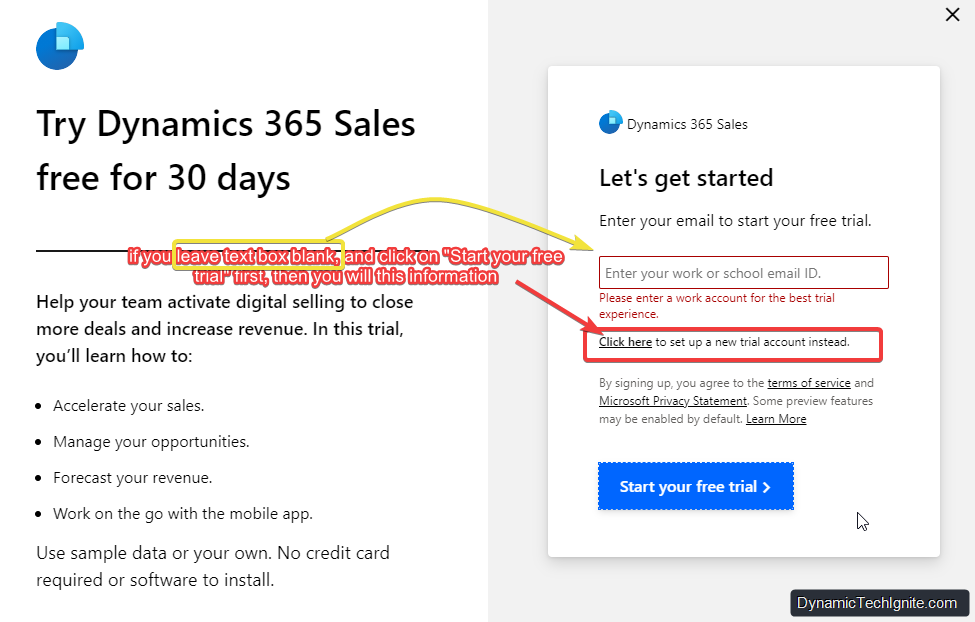 Try Dynamics 365 Sales
free for 30 days
if you leave text box blank, and click on "Start your free
trial" first, then you will this information
Help your team activate digital selling to close
more deals and increase revenue. In this trial,
you’ll learn how to:
Accelerate your sales.
Manage your opportunities.
Forecast your revenue.
Work on the go with the mobile app.
Use sample data or your own. No credit card
required or software to install.
Dynamics 365 Sales
Let's get started
Enter your email to start your free trial.
Enter your work or school email ID.
Please enter a work account for the best trial
experience.
Click here to set up a new trial account instead.
By signing up, you agree to the terms of service and
Microsoft Privacy Statement. Some preview features
may be enabled by default. Learn More
Start your free trial
DynamicTechIgnite.com